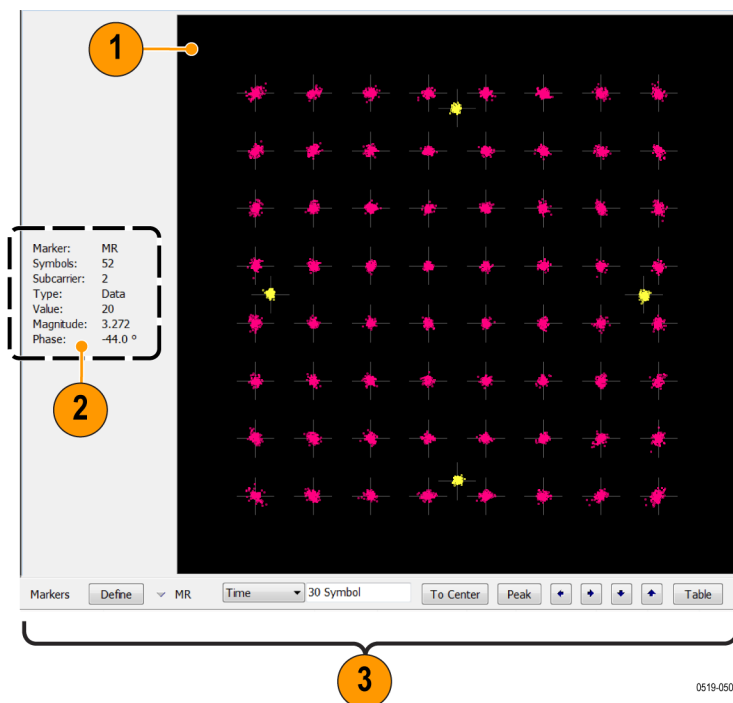 1
Marker: MR
Symbols: 52
Subcarrier: 2
Type: Data
Value: 20
Magnitude: 3.272
Phase: -44.0 º
2
Markers Define MR Time 30 Symbol To Center Peak Table
3
0519-050